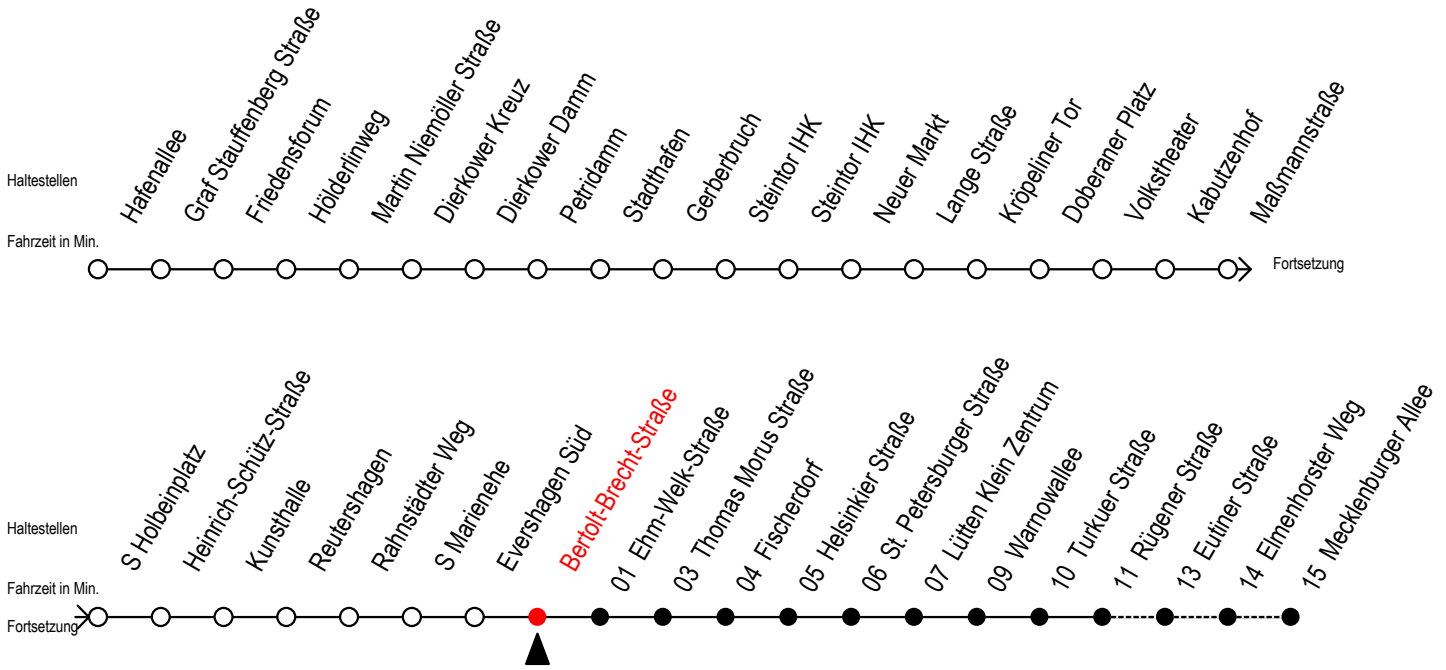 Haltestellen
Hafenallee
Graf Stauffenberg Straße
Friedensforum
Hölderlinweg
Martin Niemöller Straße
Dierkower Kreuz
Dierkower Damm
Petridamm
Stadthafen
Gerberbruch
Steintor IHK
Steintor IHK
Neuer Markt
Lange Straße
Kröpeliner Tor
Doberaner Platz
Volkstheater
Kabutzenhof
Maßmannstraße
Fahrzeit in Min.
Fortsetzung
Haltestellen
S Holbeinplatz
Heinrich-Schütz-Straße
Kunsthalle
Reutershagen
Rahnstädter Weg
S Marienehe
Evershagen Süd
Bertolt-Brecht-Straße
01 Ehm-Welk-Straße
03 Thomas Morus Straße
04 Fischerdorf
05 Helsinkier Straße
06 St. Petersburger Straße
07 Lütten Klein Zentrum
09 Warnowallee
10 Turkuer Straße
11 Rügener Straße
13 Eutiner Straße
14 Elmenhorster Weg
15 Mecklenburger Allee
Fahrzeit in Min.
Fortsetzung